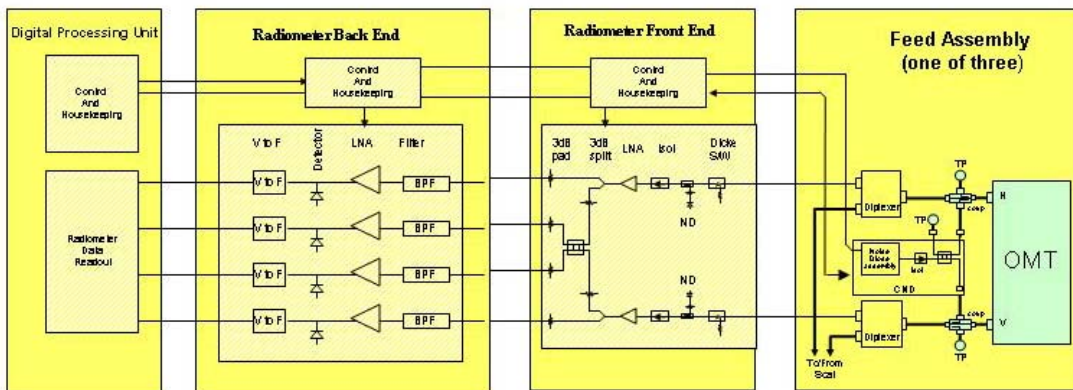 Digital Processing Unit
Control
And
Housekeeping
Radiometer
Data
Readout
Radiometer Back End
Control
And
Housekeeping
V to F
Detector
LNA
Filter
V to F
BPF
V to F
BPF
V to F
BPF
V to F
BPF
Radiometer Front End
Control
And
Housekeeping
3dB
pad
3dB
split
LNA
Isol
Dicke
SW
ND
ND
Feed Assembly
(one of three)
TP
Diplexer
coup
H
TP
Noise
Diode
assembly
Isol
CND
OMT
Diplexer
coup
V
TP
To/From
Scat